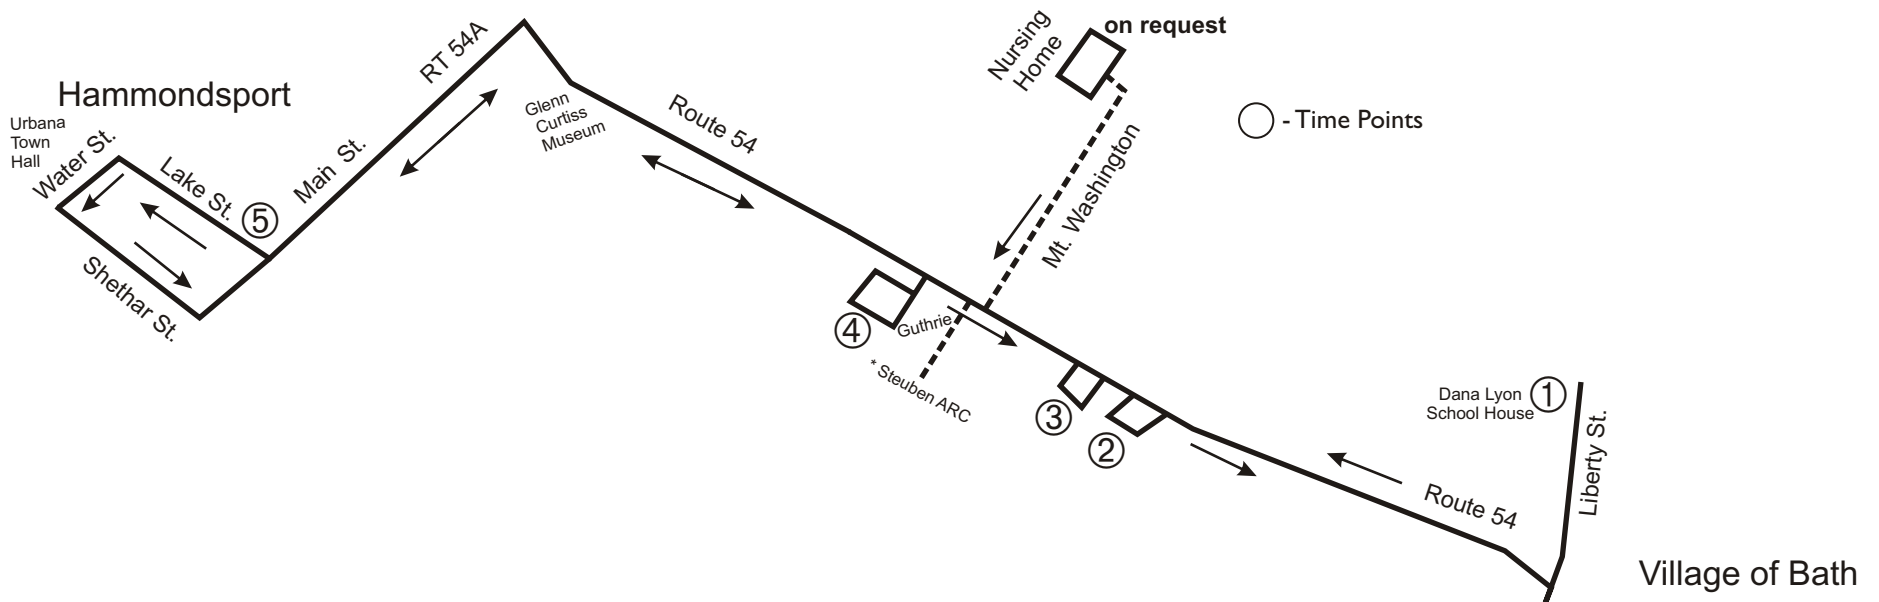 Hammondsport
Urbana
Town
Hall
Water St.
Lake St.
Shethar St.
5
Main St.
RT 54A
Glenn
Curtiss
Museum
Route 54
Nursing
Home
on request
Mt. Washington
- Time Points
4
Guthrie
* Steuben ARC
3
2
Dana Lyon
School House
1
Liberty St.
Route 54
Village of Bath